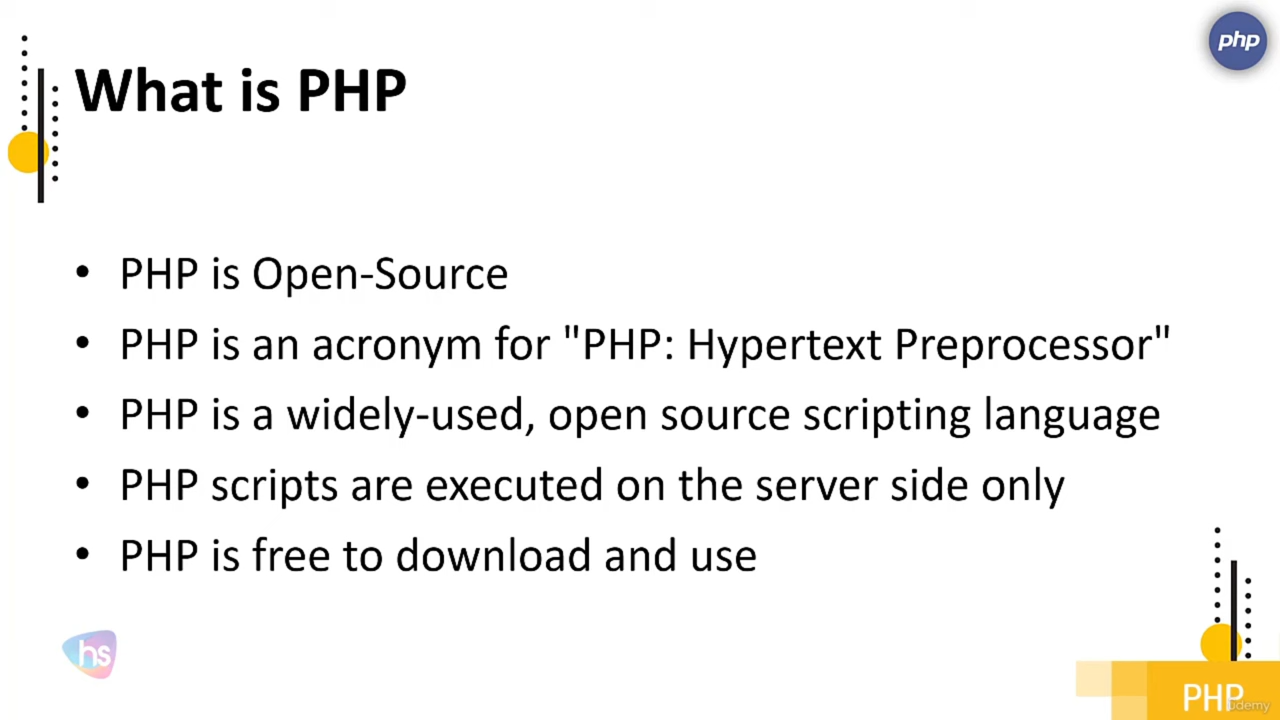 php
What is PHP
• PHP is Open-Source
• PHP is an acronym for "PHP: Hypertext Preprocessor"
• PHP is a widely-used, open source scripting language
• PHP scripts are executed on the server side only
• PHP is free to download and use
hs
PHP
Udemy